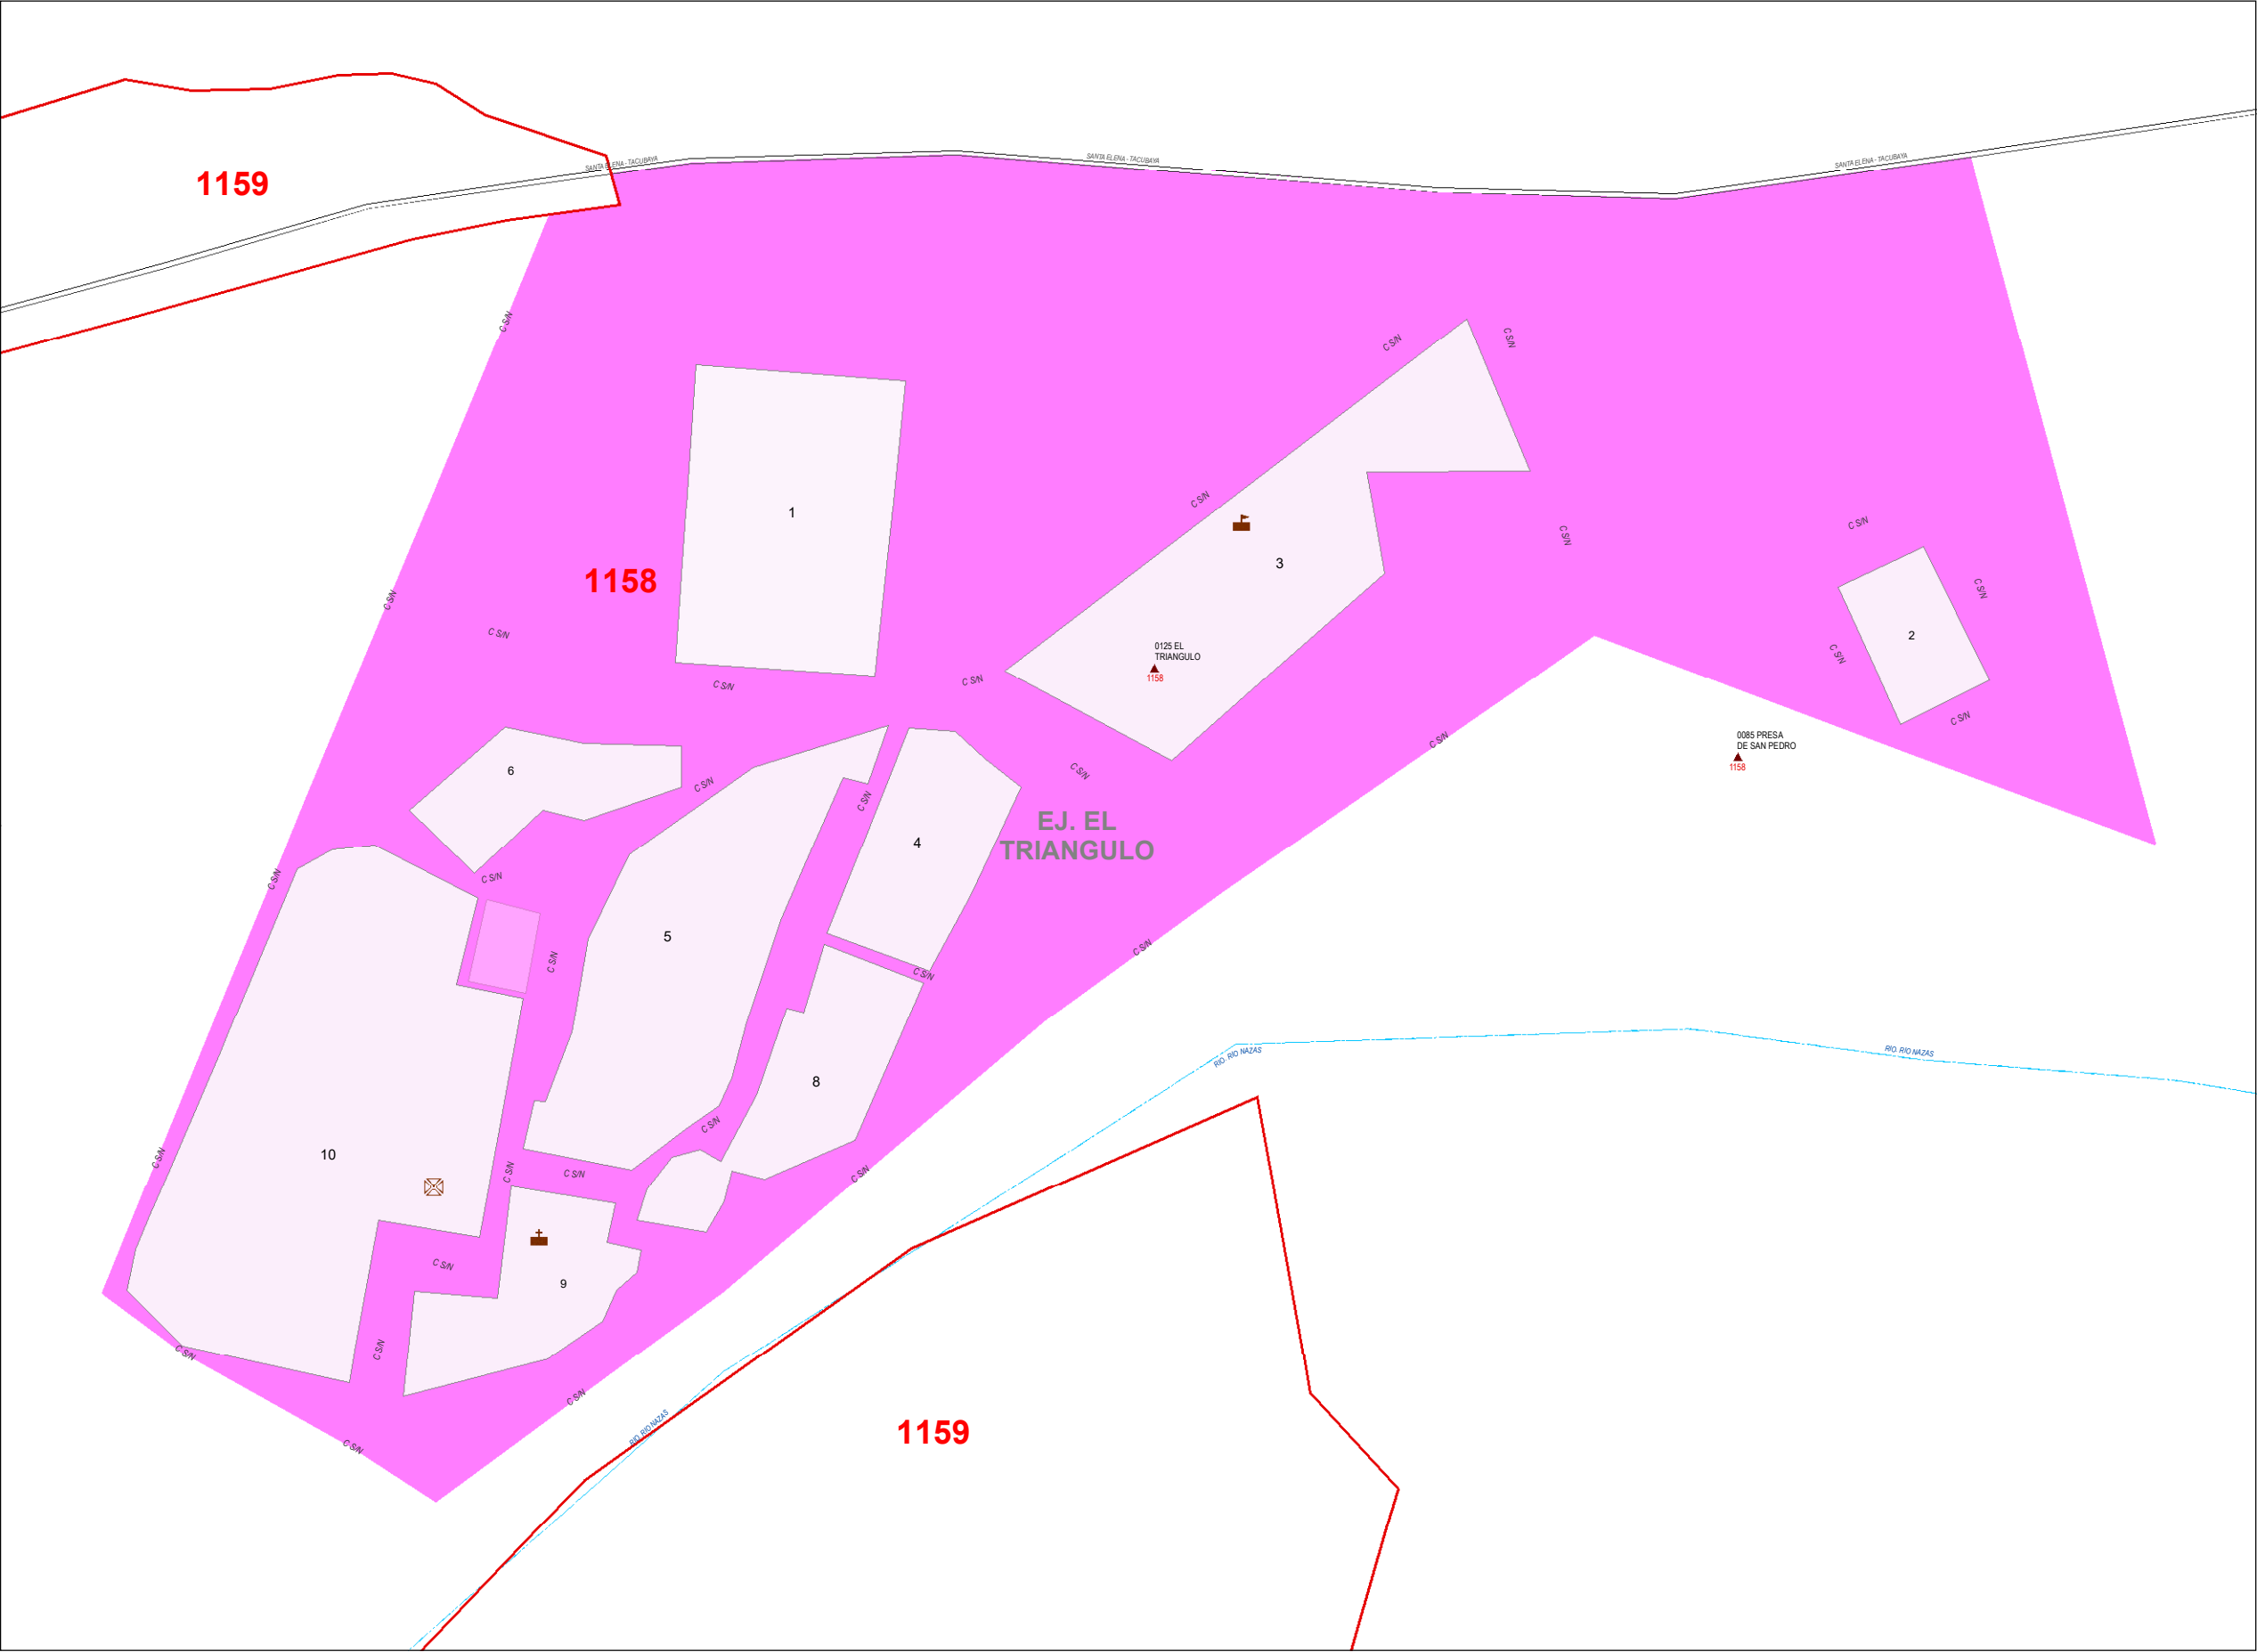 SANTA ELENA - TACUBAYA
SANTA ELENA - TACUBAYA
SANTA ELENA - TACUBAYA
1159
C S/N
C S/N
C S/N
1
C S/N
3
C S/N
C S/N
1158
C S/N
C S/N
C S/N
2
C S/N
0125 EL
TRIANGULO
1158
C S/N
C S/N
C S/N
0085 PRESA
DE SAN PEDRO
1158
C S/N
6
C S/N
C S/N
C S/N
4
EJ. EL
TRIANGULO
C S/N
C S/N
5
C S/N
C S/N
C S/N
RIO. RIO NAZAS
RIO. RIO NAZAS
8
C S/N
10
C S/N
C S/N
C S/N
C S/N
C S/N
9
C S/N
C S/N
C S/N
RIO. RIO NAZAS
1159
C S/N